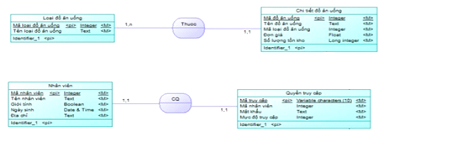 Loại đồ ăn uống
Mã loại đồ ăn uống <pi> Integer <M>
Tên loại đồ ăn uống Text <M>
Identifier_1 <pi>
1,n
Thuộc
1,1
Chi tiết đồ ăn uống
Mã đồ ăn uống <pi> Integer <M>
Tên đồ ăn uống Text <M>
Mã loại đồ ăn uống Integer <M>
Đơn giá Float <M>
Số lượng tồn kho Long integer <M>
Identifier_1 <pi>
Nhân viên
Mã nhân viên <pi> Integer <M>
Tên nhân viên Text <M>
Giới tính Boolean <M>
Ngày sinh Date & Time <M>
Địa chỉ Text <M>
Identifier_1 <pi>
1,1
CQ
1,1
Quyền truy cập
Mã truy cập <pi> Variable characters (10) <M>
Mã nhân viên Integer <M>
Mật khẩu Text <M>
Mức độ truy cập Integer <M>
Identifier_1 <pi>